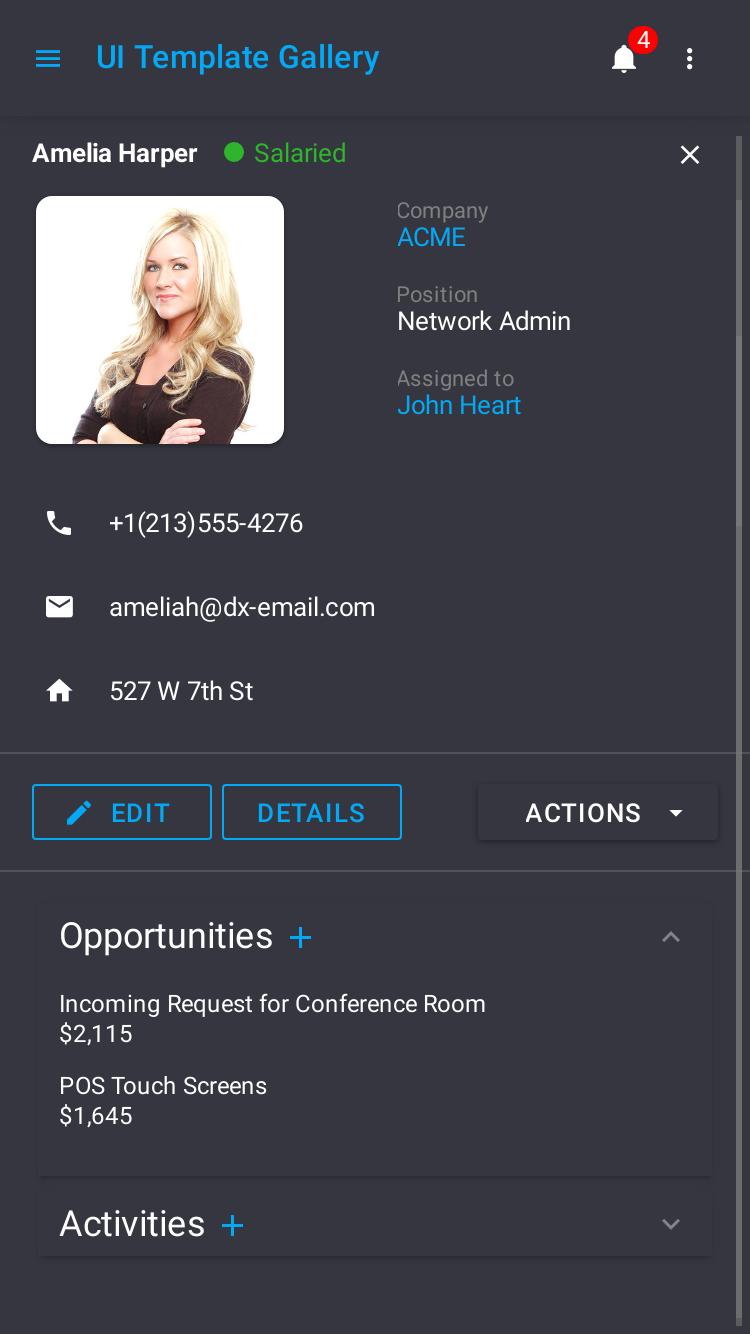 UI Template Gallery
4
Amelia Harper
Salaried
Company
ACME
Position
Network Admin
Assigned to
John Heart
+1(213)555-4276
ameliah@dx-email.com
527 W 7th St
EDIT
DETAILS
ACTIONS
Opportunities
Incoming Request for Conference Room
$2,115
POS Touch Screens
$1,645
Activities